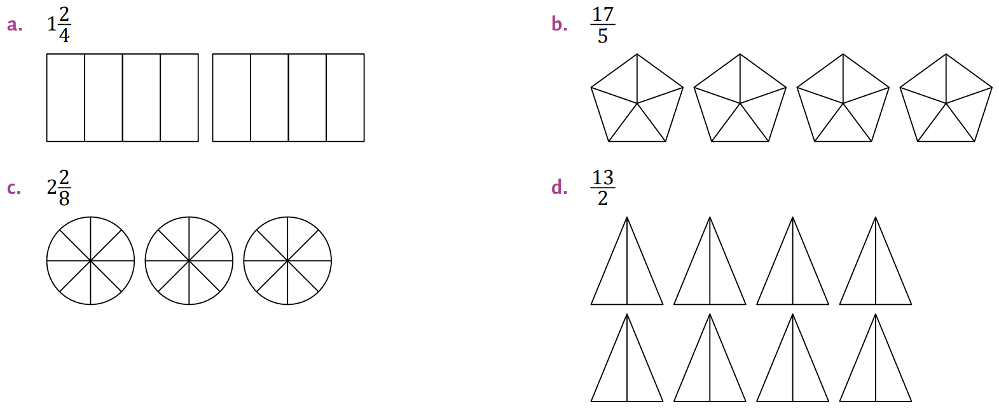 a. 1 2/4
b. 17/5
c. 2 2/8
d. 13/2